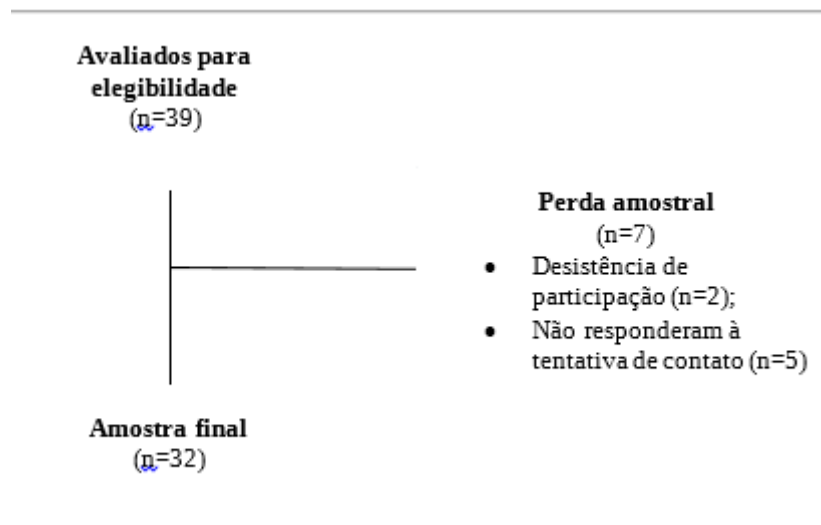 Avaliados para
elegibilidade
(n=39)
Perda amostral
(n=7)
• Desistência de
participação (n=2);
• Não responderam à
tentativa de contato (n=5)
Amostra final
(n=32)